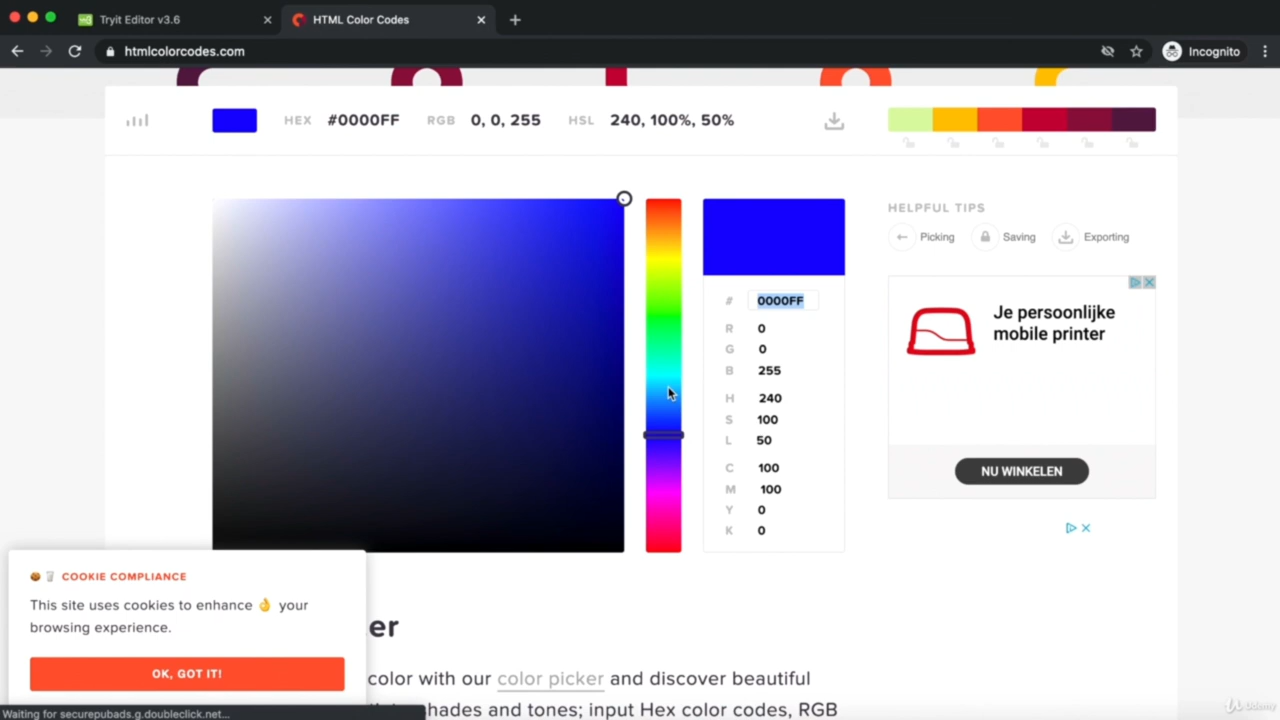 Tryit Editor v3.6
HTML Color Codes
htmlcolorcodes.com
Incognito
HEX #0000FF RGB 0, 0, 255 HSL 240, 100%, 50%
HELPFUL TIPS
Picking Saving Exporting
# 0000FF
R 0
G 0
B 255
H 240
S 100
L 50
C 100
M 100
Y 0
K 0
Je persoonlijke
mobile printer
NU WINKELEN
COOKIE COMPLIANCE
This site uses cookies to enhance 👌 your
browsing experience.
OK, GOT IT!
er
color with our color picker and discover beautiful
shades and tones; input Hex color codes, RGB
Waiting for securepubads.g.doubleclick.net...
Udemy